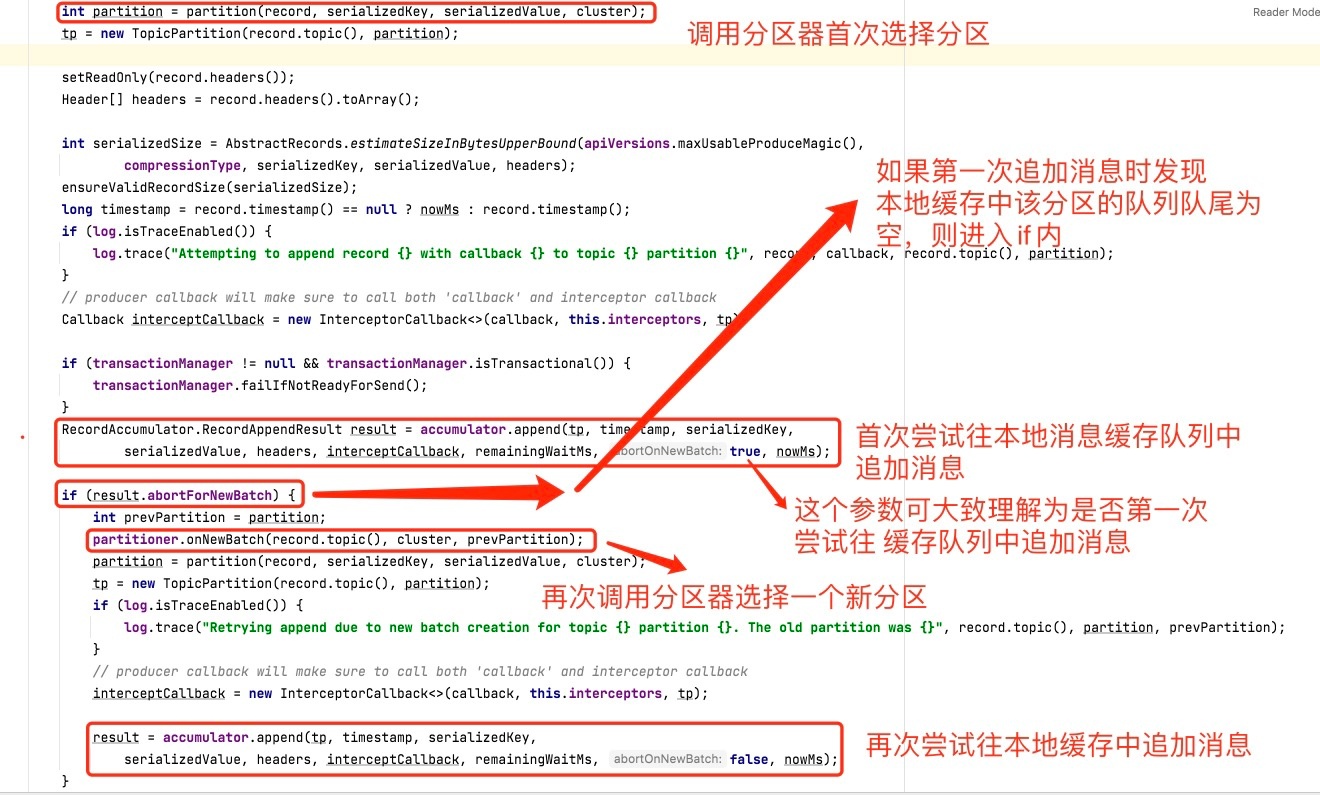 int partition = partition(record, serializedKey, serializedValue, cluster);
Reader Mode
tp = new TopicPartition(record.topic(), partition);
调用分区器首次选择分区
setReadOnly(record.headers());
Header[] headers = record.headers().toArray();
int serializedSize = AbstractRecords.estimateSizeInBytesUpperBound(apiVersions.maxUsableProduceMagic(),
compressionType, serializedKey, serializedValue, headers);
ensureValidRecordSize(serializedSize);
long timestamp = record.timestamp() == null ? nowMs : record.timestamp();
如果第一次追加消息时发现
本地缓存中该分区的队列队尾为
空，则进入if内
if (log.isTraceEnabled()) {
log.trace("Attempting to append record {} with callback {} to topic {} partition {}", record, callback, record.topic(), partition);
}
// producer callback will make sure to call both 'callback' and interceptor callback
Callback interceptCallback = new InterceptorCallback<>(callback, this.interceptors, tp)
if (transactionManager != null && transactionManager.isTransactional()) {
transactionManager.failIfNotReadyForSend();
}
RecordAccumulator.RecordAppendResult result = accumulator.append(tp, timestamp, serializedKey,
serializedValue, headers, interceptCallback, remainingWaitMs, abortOnNewBatch: true, nowMs);
首次尝试往本地消息缓存队列中
追加消息
if (result.abortForNewBatch) {
int prevPartition = partition;
这个参数可大致理解为是否第一次
尝试往 缓存队列中追加消息
partitioner.onNewBatch(record.topic(), cluster, prevPartition);
partition = partition(record, serializedKey, serializedValue, cluster);
tp = new TopicPartition(record.topic(), partition);
再次调用分区器选择一个新分区
if (log.isTraceEnabled()) {
log.trace("Retrying append due to new batch creation for topic {} partition {}. The old partition was {}", record.topic(), partition, prevPartition);
}
// producer callback will make sure to call both 'callback' and interceptor callback
interceptCallback = new InterceptorCallback<>(callback, this.interceptors, tp);
result = accumulator.append(tp, timestamp, serializedKey,
serializedValue, headers, interceptCallback, remainingWaitMs, abortOnNewBatch: false, nowMs);
再次尝试往本地缓存中追加消息
}